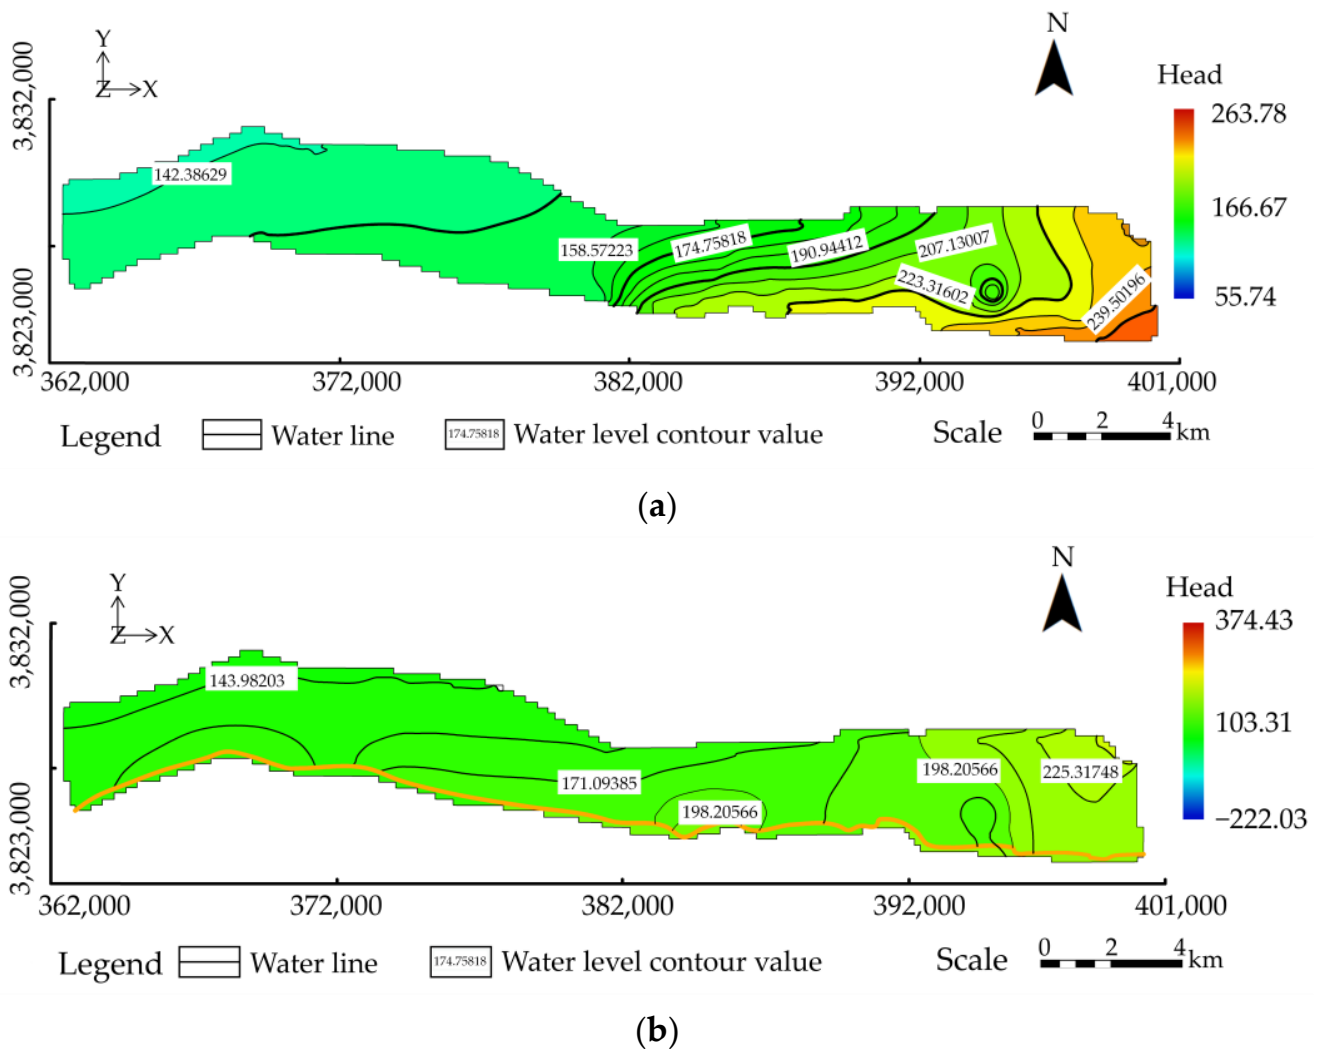 N
Y
Z X
3,832,000
3,823,000
Head
263.78
166.67
55.74
142.38629
158.57223
174.75818
190.94412
207.13007
223.31602
239.50196
362,000 372,000 382,000 392,000 401,000
Legend Water line 174.75818 Water level contour value Scale 0 2 4 km
(a)
N
Y
Z X
3,832,000
3,823,000
Head
374.43
103.31
−222.03
143.98203
171.09385
198.20566
198.20566
225.31748
362,000 372,000 382,000 392,000 401,000
Legend Water line 174.75818 Water level contour value Scale 0 2 4 km
(b)